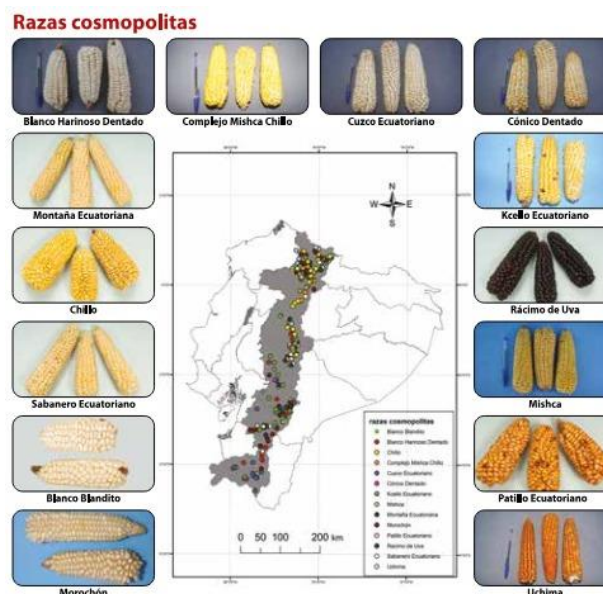 Razas cosmopolitas
Blanco Harinoso Dentado
Complejo Mishca Chillo
Cuzco Ecuatoriano
Cónico Dentado
Montaña Ecuatoriana
Kcello Ecuatoriano
Chillo
Rácimo de Uva
Sabanero Ecuatoriano
Mishca
Blanco Blandito
Patillo Ecuatoriano
Morochón
Uchima
N
W E
S
razas cosmopolitas
Blanco Blandito
Blanco Harinoso Dentado
Chillo
Complejo Mishca Chillo
Cuzco Ecuatoriano
Cónico Dentado
Kcello Ecuatoriano
Mishca
Montaña Ecuatoriana
Morochón
Patillo Ecuatoriano
Racimo de Uva
Sabanero Ecuatoriano
Uchima
0 50 100 200 km